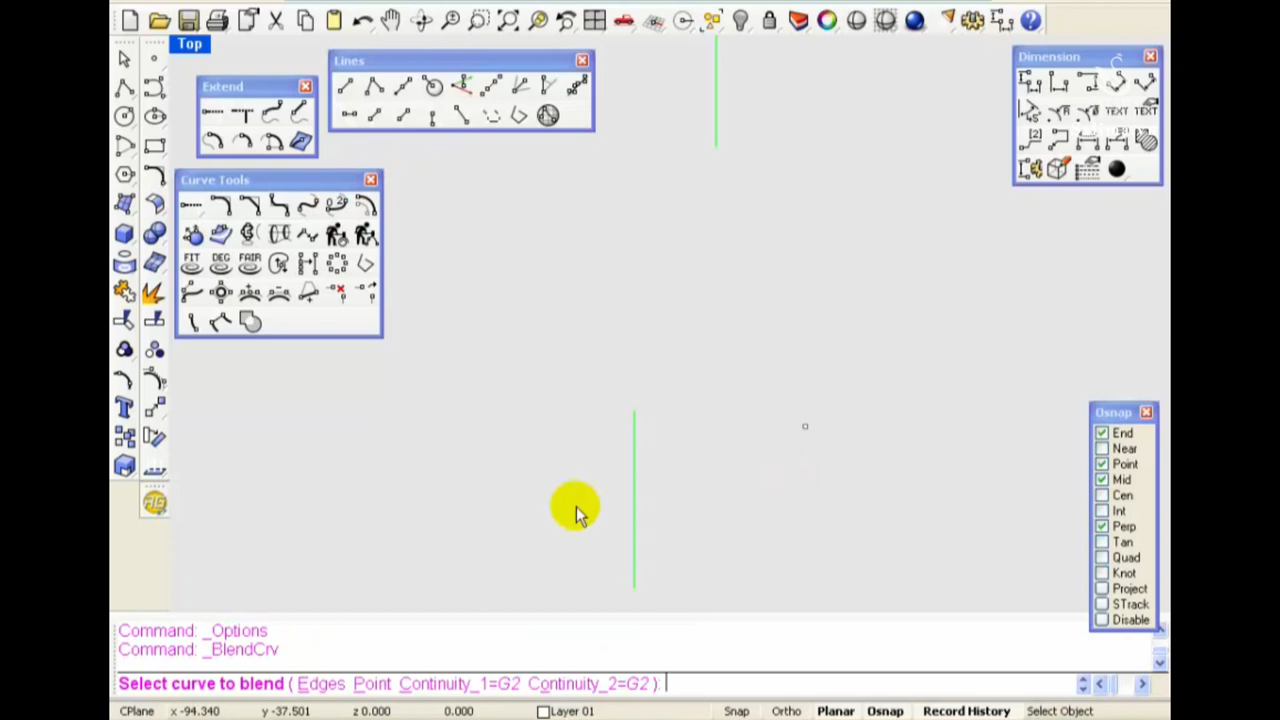 Top
Lines
Dimension
Extend
TEXT TEXT
Curve Tools
FIT DEG FAIR
Osnap
End
Near
Point
Mid
Cen
Int
Perp
Tan
Quad
Knot
Project
STrack
Disable
Command: _Options
Command: _BlendCrv
Select curve to blend ( Edges Point Continuity_1=G2 Continuity_2=G2 ):
CPlane x -94.340 y -37.501 z 0.000 0.000 Layer 01 Snap Ortho Planar Osnap Record History Select Object